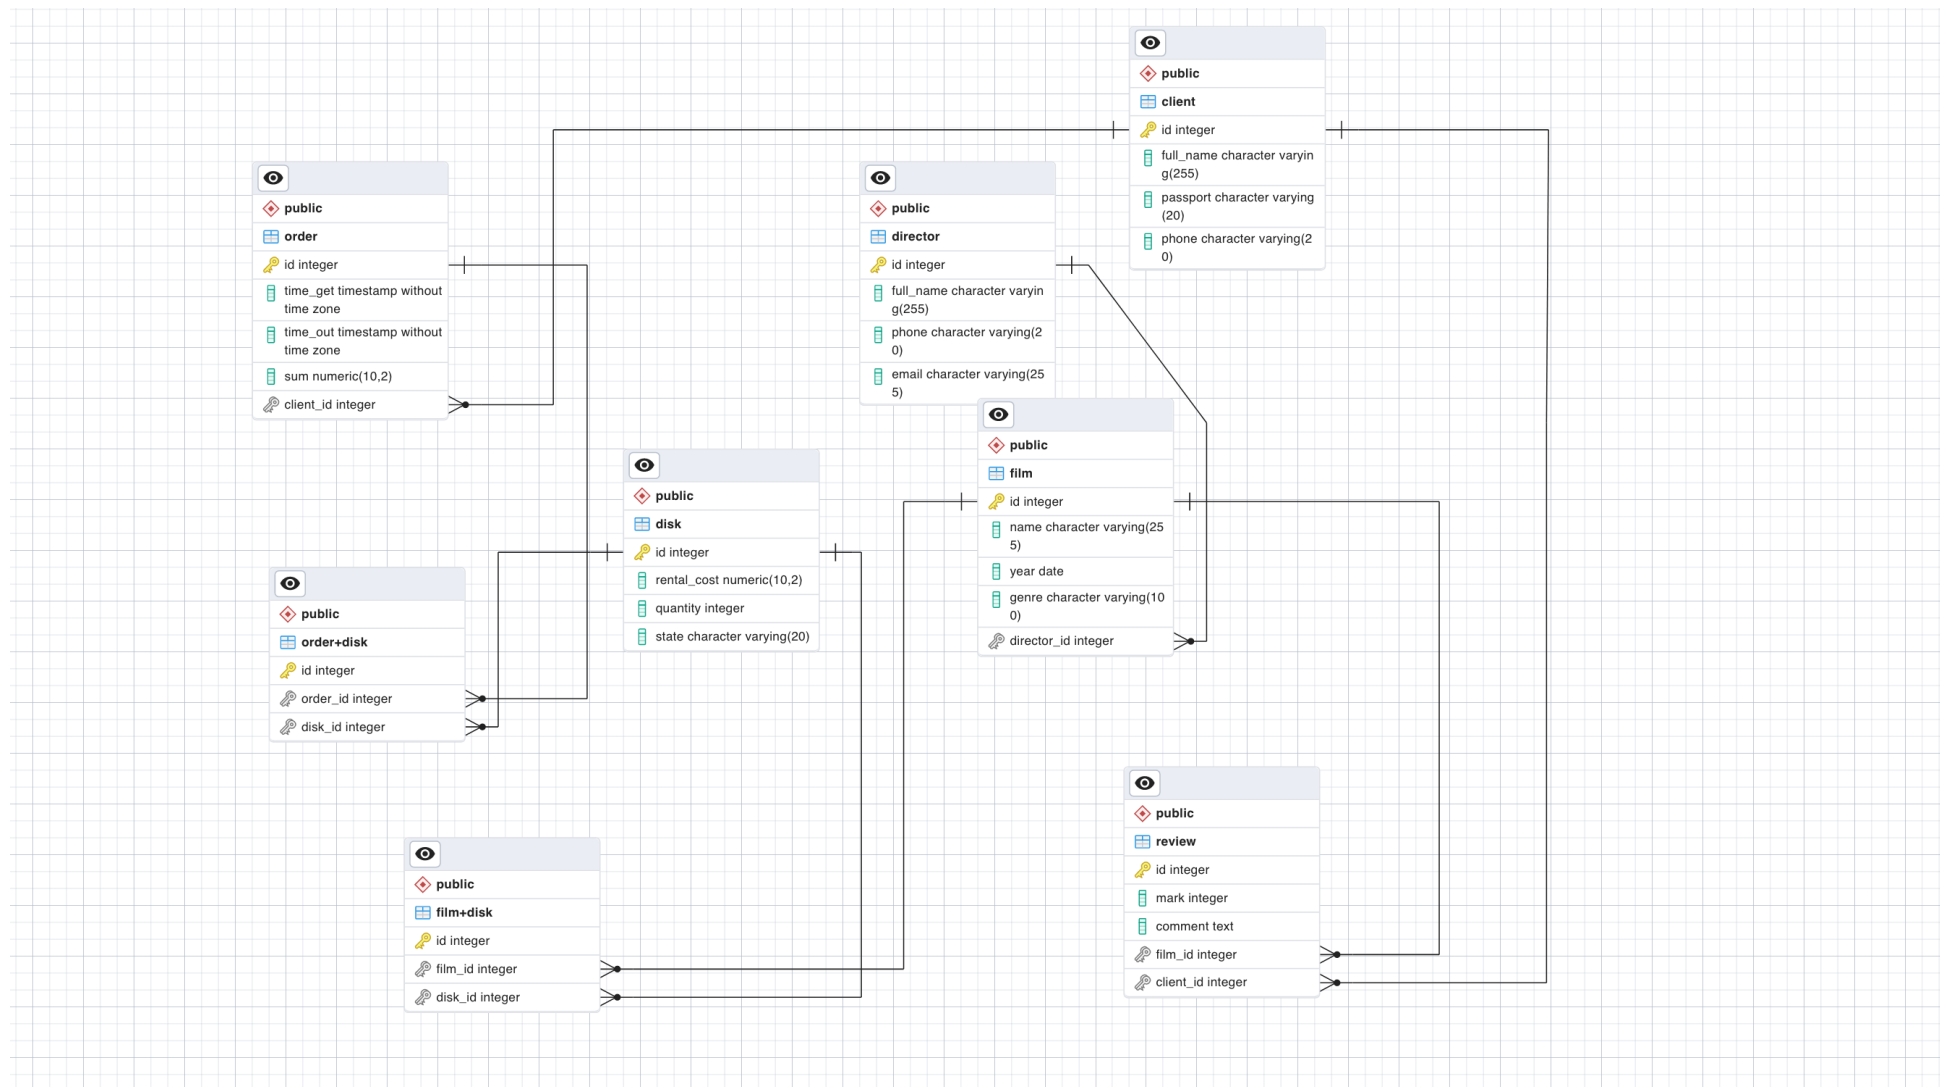 public
client
id integer
full_name character varyin
g(255)
passport character varying
(20)
phone character varying(2
0)
public
order
id integer
time_get timestamp without
time zone
time_out timestamp without
time zone
sum numeric(10,2)
client_id integer
public
director
id integer
full_name character varyin
g(255)
phone character varying(2
0)
email character varying(25
5)
public
film
id integer
name character varying(25
5)
year date
genre character varying(10
0)
director_id integer
public
disk
id integer
rental_cost numeric(10,2)
quantity integer
state character varying(20)
public
order+disk
id integer
order_id integer
disk_id integer
public
review
id integer
mark integer
comment text
film_id integer
client_id integer
public
film+disk
id integer
film_id integer
disk_id integer